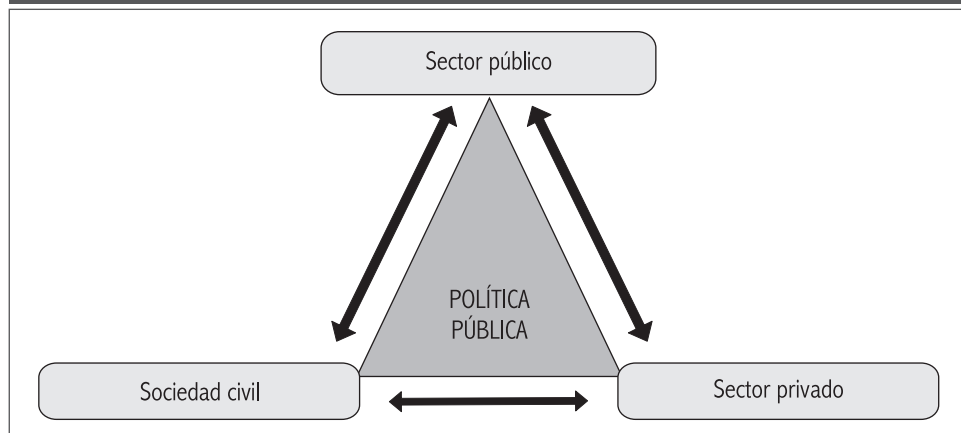 Sector público
POLÍTICA
PÚBLICA
Sociedad civil
Sector privado